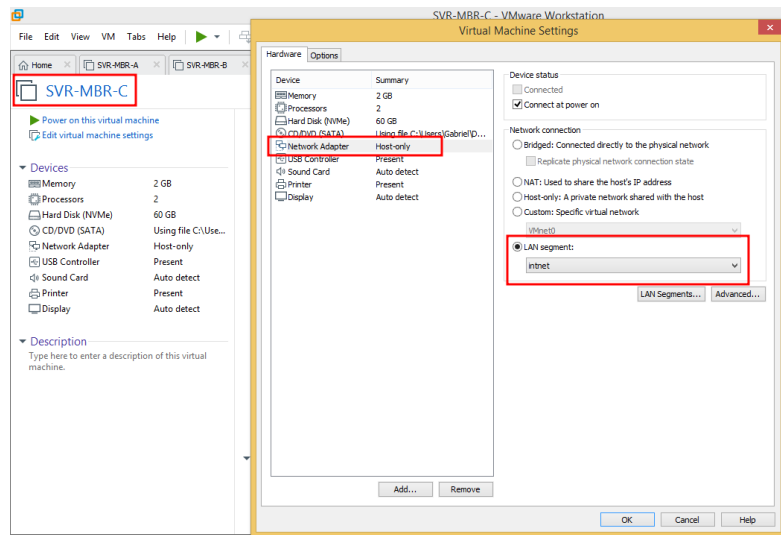 SVR-MBR-C - VMware Workstation
File Edit View VM Tabs Help
Home
SVR-MBR-A
SVR-MBR-B
SVR-MBR-C
Power on this virtual machine
Edit virtual machine settings
Devices
Memory 2 GB
Processors 2
Hard Disk (NVMe) 60 GB
CD/DVD (SATA) Using file C:\Use...
Network Adapter Host-only
USB Controller Present
Sound Card Auto detect
Printer Present
Display Auto detect
Description
Type here to enter a description of this virtual
machine.
Virtual Machine Settings
Hardware Options
Device Summary
Memory 2 GB
Processors 2
Hard Disk (NVMe) 60 GB
CD/DVD (SATA) Using file C:\Users\Gabriel\D...
Network Adapter Host-only
USB Controller Present
Sound Card Auto detect
Printer Present
Display Auto detect
Add... Remove
Device status
Connected
Connect at power on
Network connection
Bridged: Connected directly to the physical network
Replicate physical network connection state
NAT: Used to share the host's IP address
Host-only: A private network shared with the host
Custom: Specific virtual network
VMnet0
LAN segment:
intnet
LAN Segments... Advanced...
OK Cancel Help